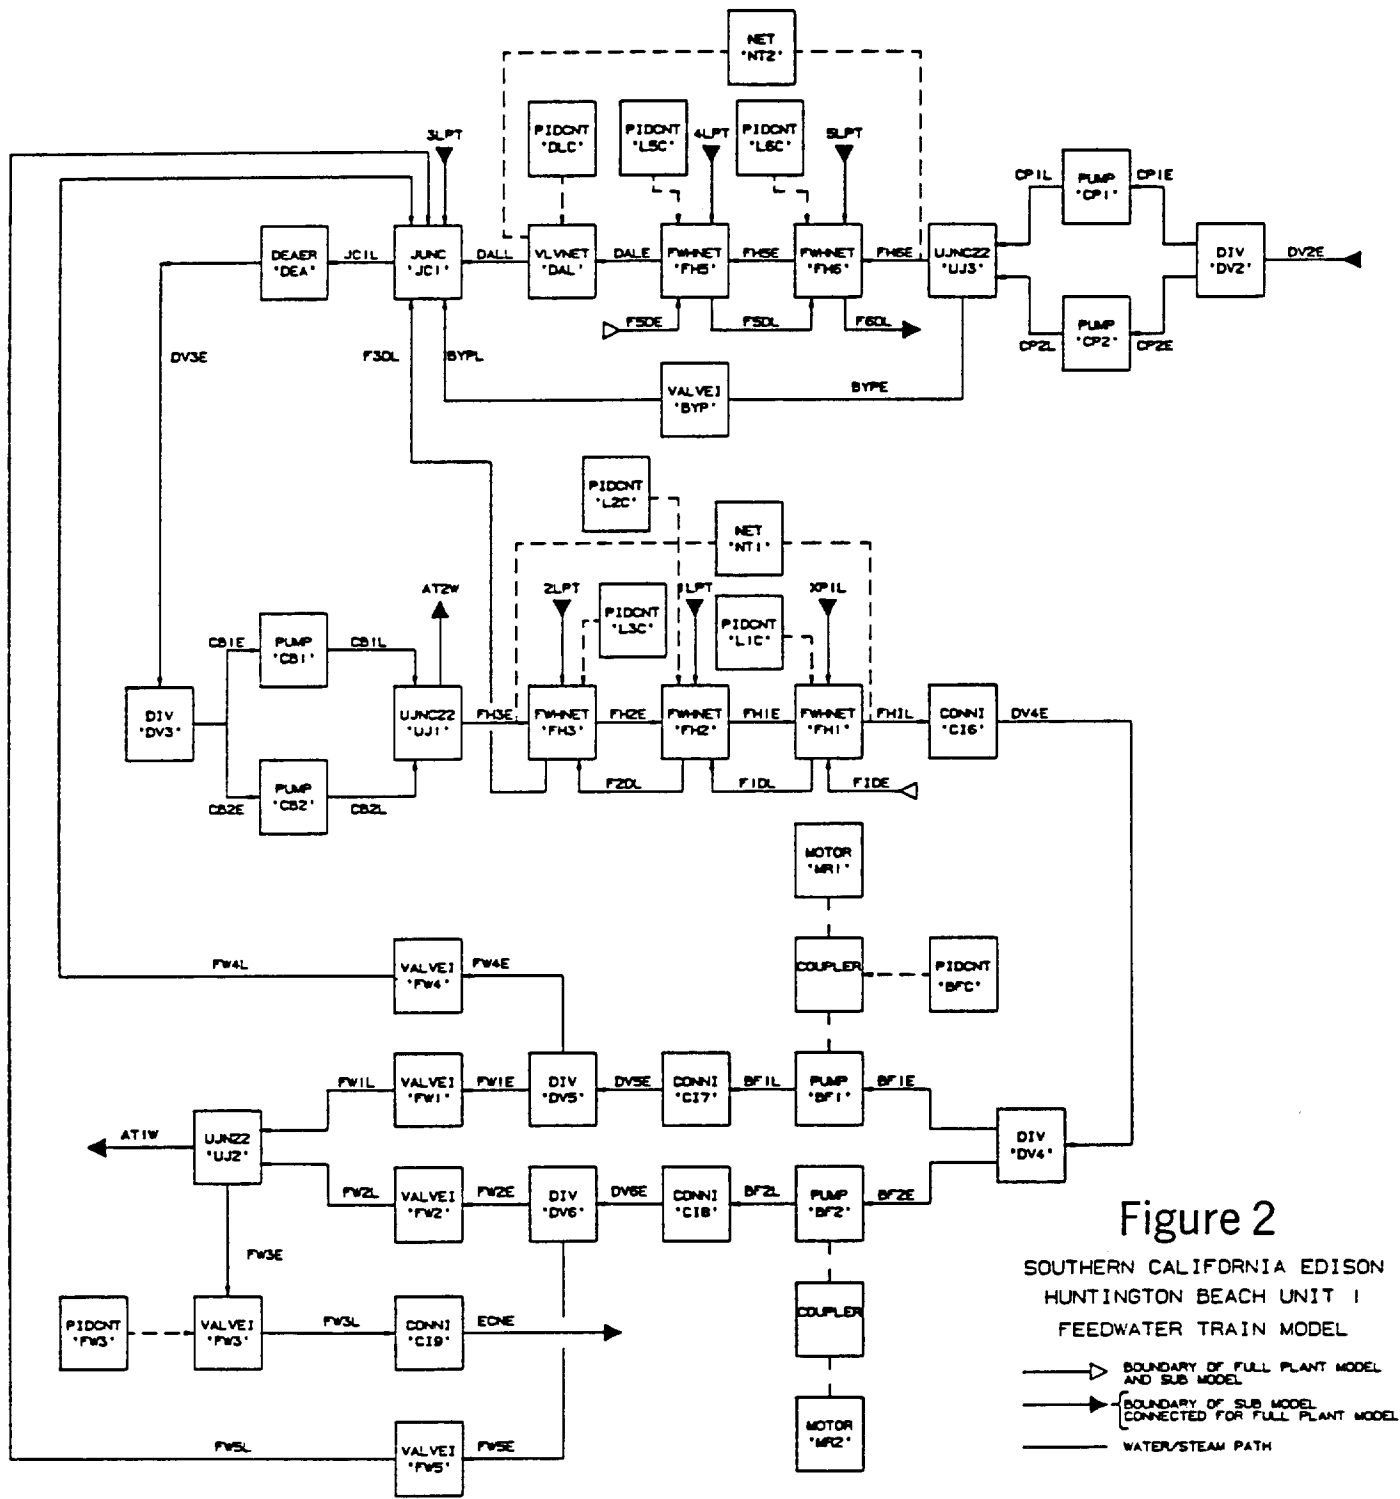 NET
"NT2"
PIDCNT
"DLC"
PIDCNT
"L5C"
4LPT
PIDCNT
"L6C"
5LPT
3LPT
CP1L
PUMP
"CP1"
CP1E
DEAER
"DEA"
JC1L
JUNC
"JC1"
DALL
VLVNET
"DAL"
DALE
FWHNET
"FH5"
FH5E
FWHNET
"FH6"
FH6E
UJNC22
"UJ3"
DIV
"DV2"
DV2E
F5DE
F5DL
F6DL
CP2L
PUMP
"CP2"
CP2E
DV3E
F3DL
BYPL
VALVEI
"BYP"
BYPE
PIDCNT
"L2C"
NET
"NT1"
AT2W
2LPT
PIDCNT
"L3C"
1LPT
PIDCNT
"L1C"
XP1L
CB1E
PUMP
"CB1"
CB1L
DIV
"DV3"
UJNC22
"UJ1"
FH3E
FWHNET
"FH3"
FH2E
FWHNET
"FH2"
FH1E
FWHNET
"FH1"
FH1L
CONNI
"CI6"
DV4E
CB2E
PUMP
"CB2"
CB2L
F2DL
F1DL
F1DE
MOTOR
"MR1"
FW4L
VALVEI
"FW4"
FW4E
COUPLER
PIDCNT
"BFC"
FW1L
VALVEI
"FW1"
FW1E
DIV
"DV5"
DV5E
CONNI
"CI7"
BF1L
PUMP
"BF1"
BF1E
AT1W
UJN22
"UJ2"
DIV
"DV4"
FW2L
VALVEI
"FW2"
FW2E
DIV
"DV6"
DV6E
CONNI
"CI8"
BF2L
PUMP
"BF2"
BF2E
FW3E
PIDCNT
"FW3"
VALVEI
"FW3"
FW3L
CONNI
"CI9"
ECNE
COUPLER
FW5L
VALVEI
"FW5"
FW5E
MOTOR
"MR2"
Figure 2
SOUTHERN CALIFORNIA EDISON
HUNTINGTON BEACH UNIT 1
FEEDWATER TRAIN MODEL
BOUNDARY OF FULL PLANT MODEL
AND SUB MODEL
BOUNDARY OF SUB MODEL
CONNECTED FOR FULL PLANT MODEL
WATER/STEAM PATH